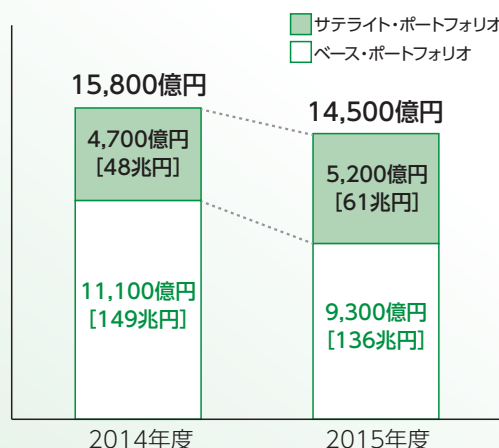 サテライト・ポートフォリオ
ベース・ポートフォリオ
15,800億円
4,700億円
[48兆円]
11,100億円
[149兆円]
14,500億円
5,200億円
[61兆円]
9,300億円
[136兆円]
2014年度
2015年度